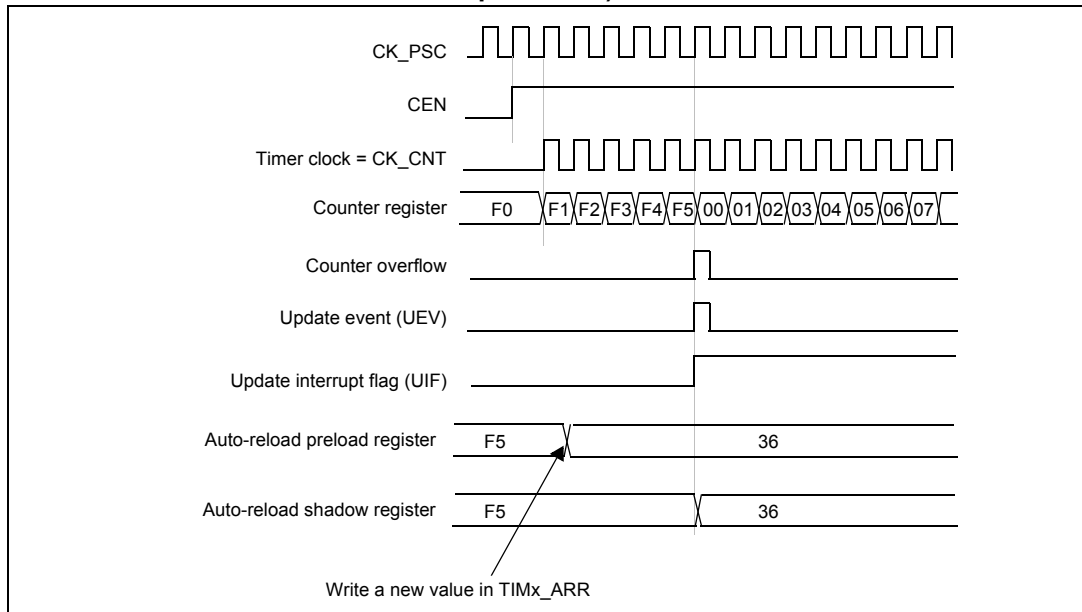 CK_PSC
CEN
Timer clock = CK_CNT
Counter register F0 F1 F2 F3 F4 F5 00 01 02 03 04 05 06 07
Counter overflow
Update event (UEV)
Update interrupt flag (UIF)
Auto-reload preload register F5 36
Auto-reload shadow register F5 36
Write a new value in TIMx_ARR